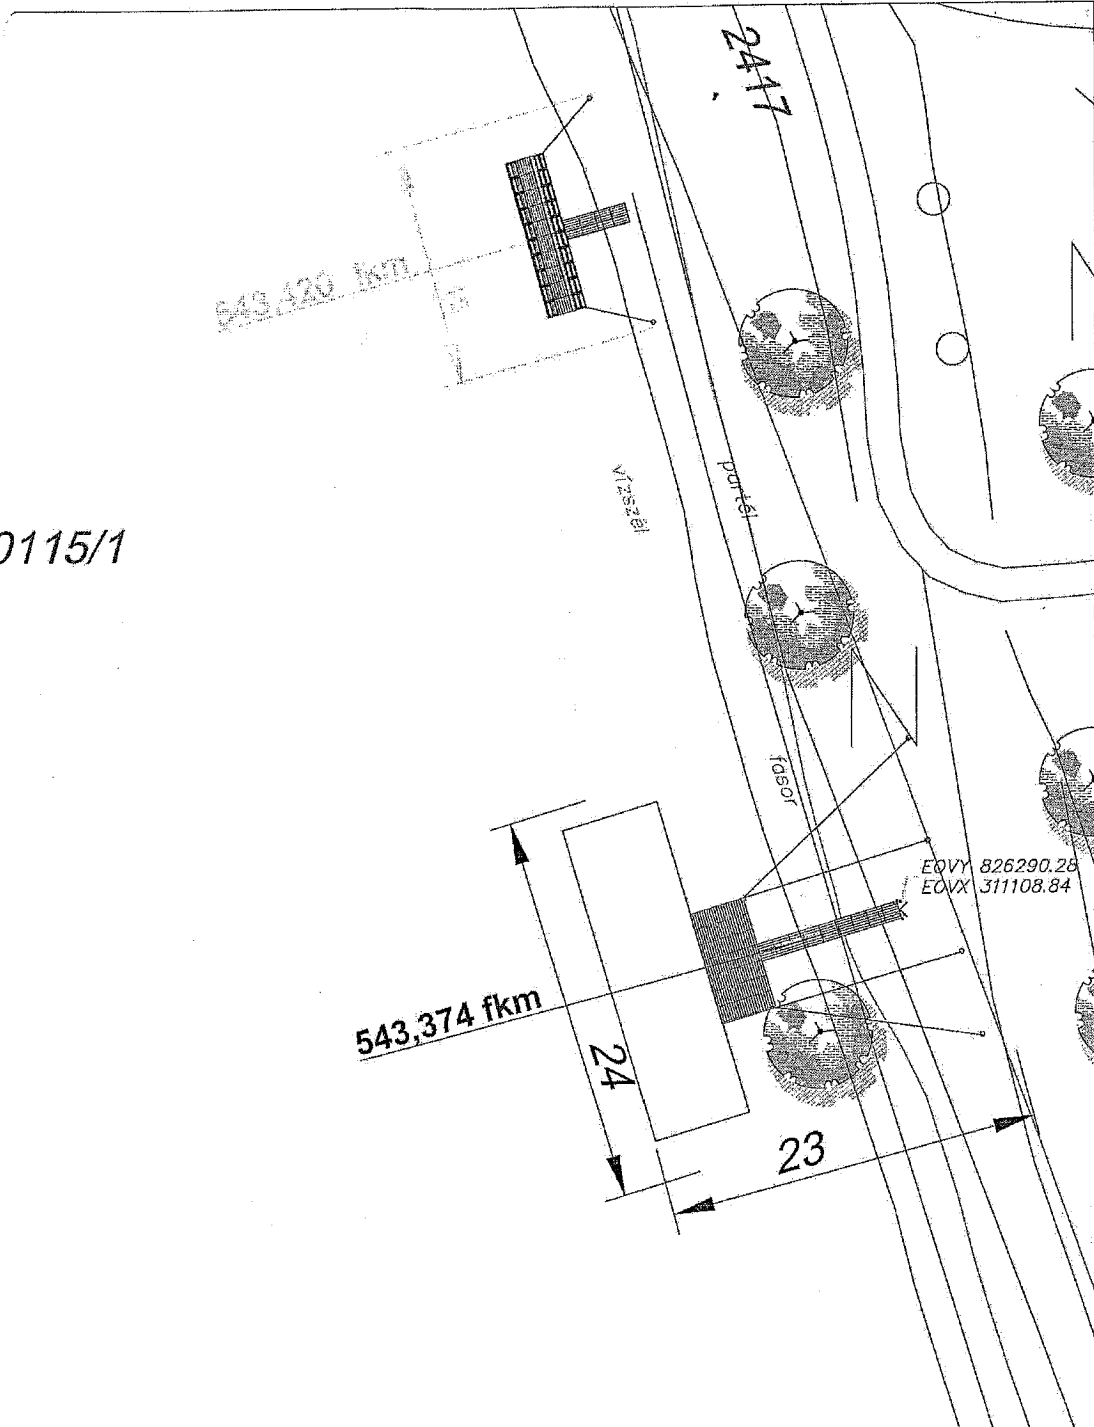 2417
543,420 fkm
vízszél
partél
0115/1
fasor
EOVY 826290.28
EOVX 311108.84
543,374 fkm
24
23